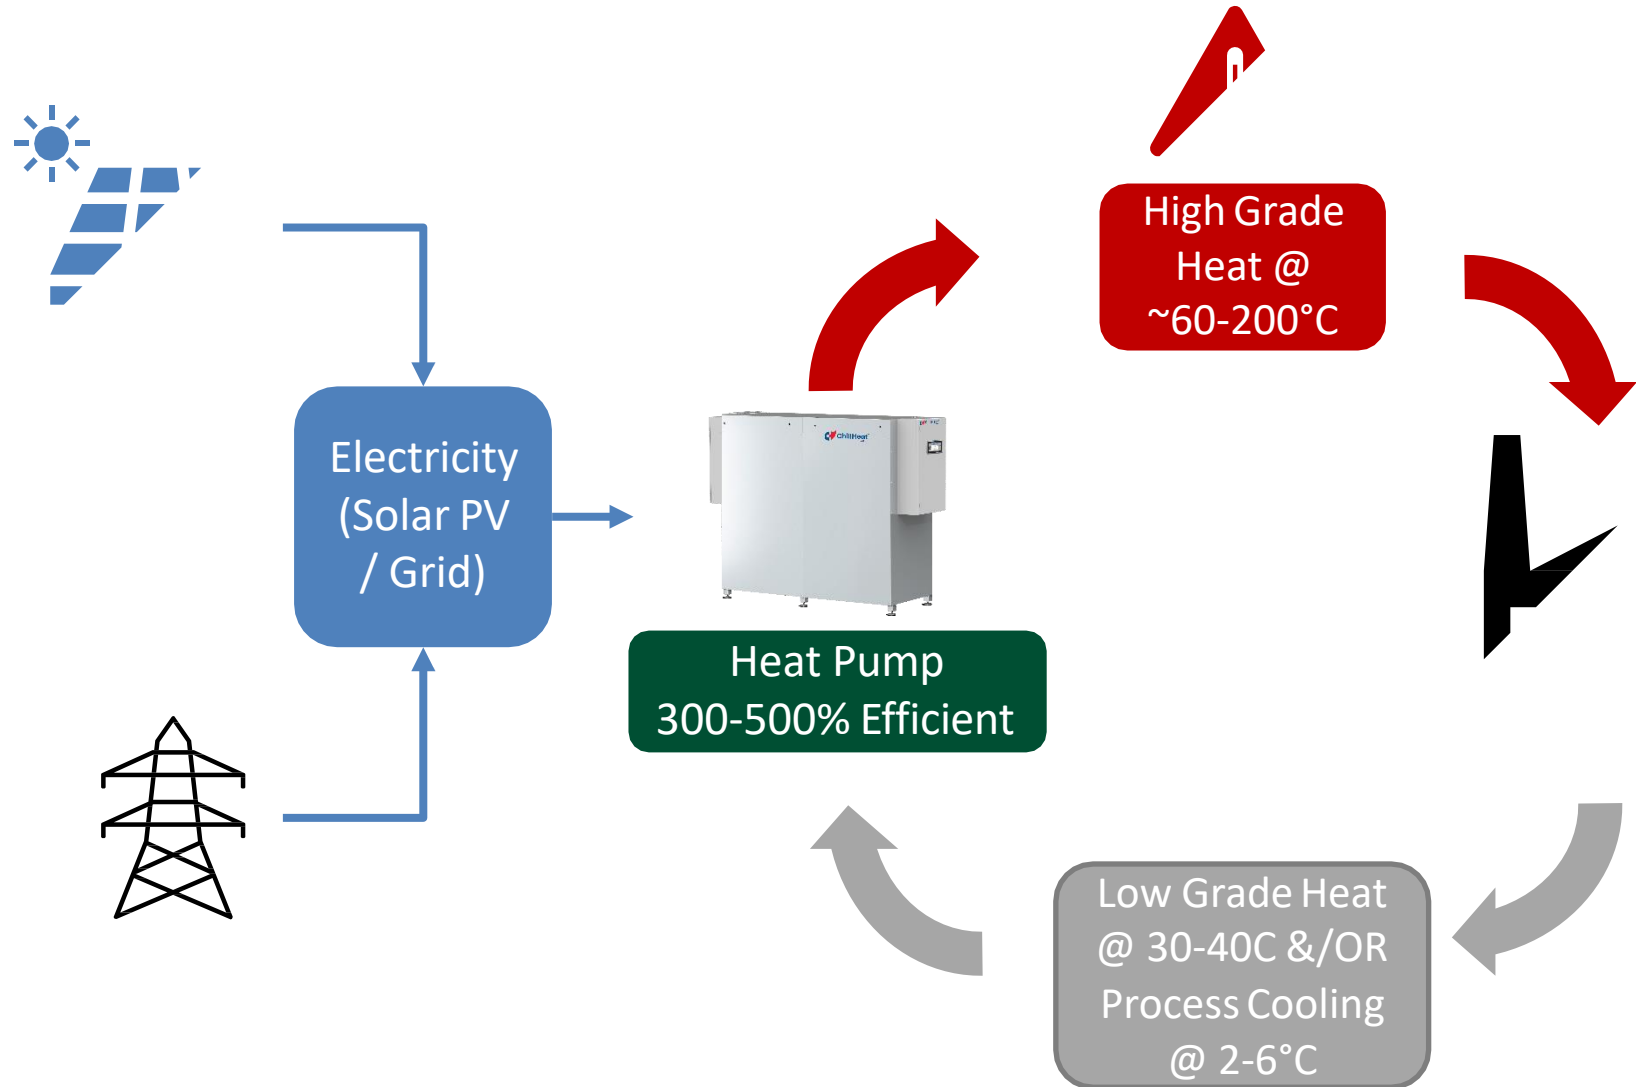 High Grade
Heat @
~60-200°C
Electricity
(Solar PV
/ Grid)
ChillHeat
Heat Pump
300-500% Efficient
Low Grade Heat
@ 30-40C &/OR
Process Cooling
@ 2-6°C